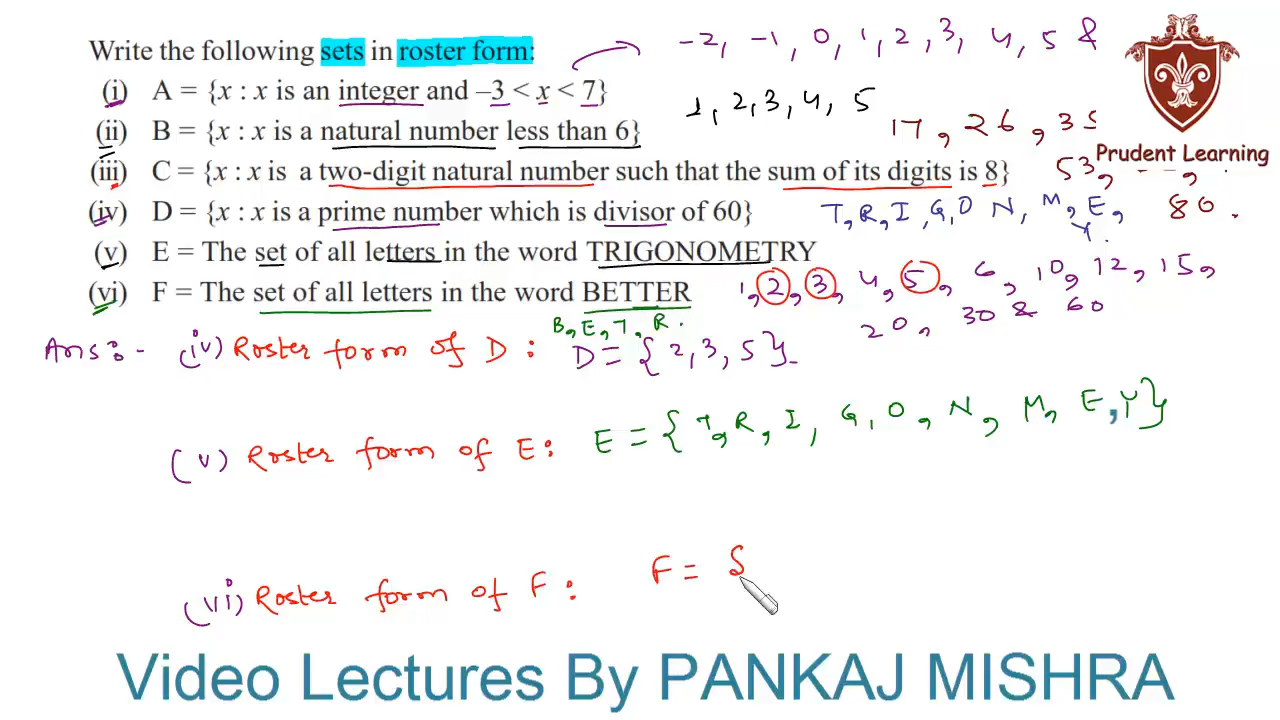 Write the following sets in roster form:
-2, -1, 0, 1, 2, 3, 4, 5 &
(i) A = {x : x is an integer and –3 < x < 7}
1, 2, 3, 4, 5
(ii) B = {x : x is a natural number less than 6}
17, 26, 35
Prudent Learning
(iii) C = {x : x is a two-digit natural number such that the sum of its digits is 8}
53, --, .
(iv) D = {x : x is a prime number which is divisor of 60}
T, R, I, G, O N, M, E,
Y.
80.
(v) E = The set of all letters in the word TRIGONOMETRY
(vi) F = The set of all letters in the word BETTER
1, 2, 3, 4, 5, 6, 10, 12, 15,
20, 30 & 60
B, E, T, R.
Ans:- (iv) Roster form of D : D = {2, 3, 5}
(v) Roster form of E: E = {T, R, I, G, O, N, M, E, Y}
(vi) Roster form of F : F =
Video Lectures By PANKAJ MISHRA